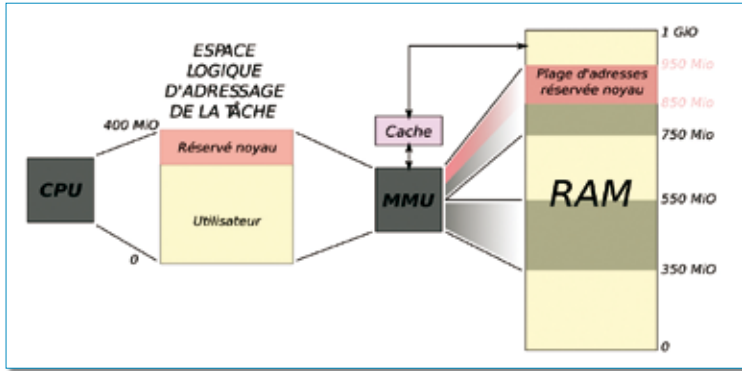 ESPACE
LOGIQUE
D'ADRESSAGE
DE LA TÂCHE
400 MiO
Réservé noyau
Utilisateur
0
CPU
Cache
MMU
1 GiO
950 Mio
Plage d'adresses
réservée noyau
850 Mio
750 Mio
RAM
550 MiO
350 MiO
0